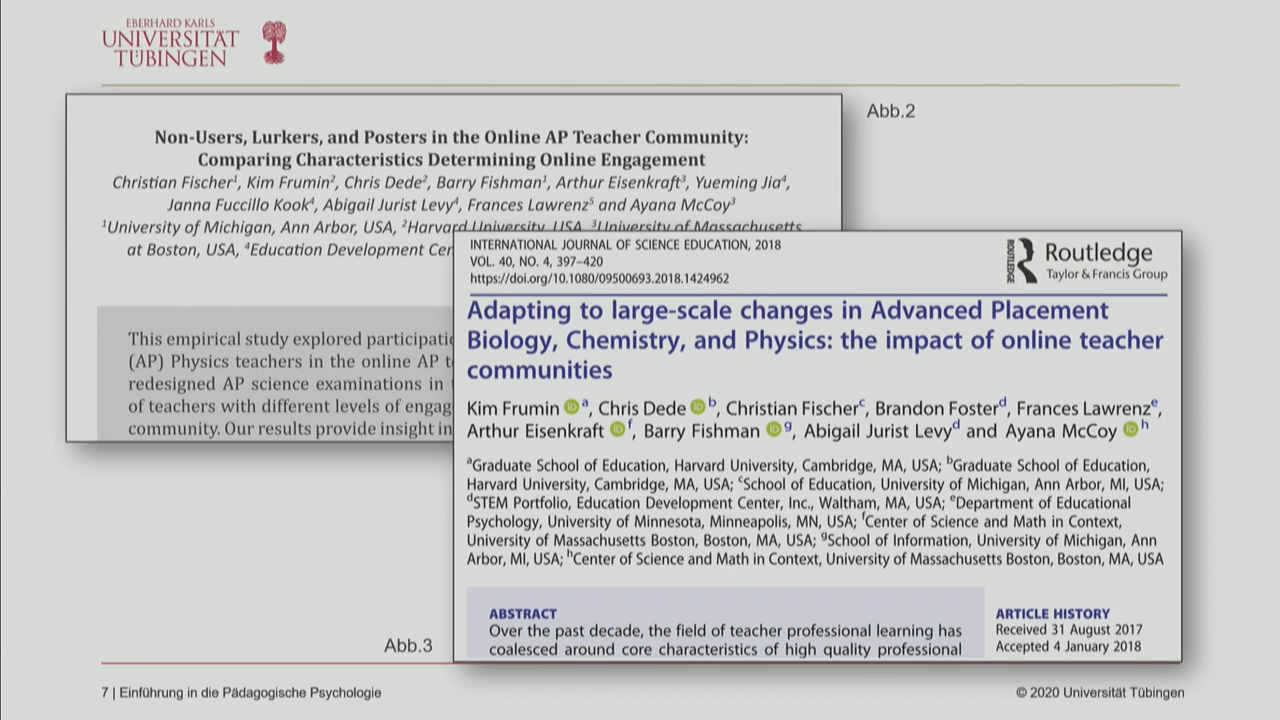 EBERHARD KARLS
UNIVERSITÄT
TÜBINGEN
Abb.2
Non-Users, Lurkers, and Posters in the Online AP Teacher Community:
Comparing Characteristics Determining Online Engagement
Christian Fischer¹, Kim Frumin², Chris Dede², Barry Fishman¹, Arthur Eisenkraft³, Yueming Jia⁴,
Janna Fuccillo Kook⁴, Abigail Jurist Levy⁴, Frances Lawrenz⁵ and Ayana McCoy³
¹University of Michigan, Ann Arbor, USA, ²Harvard University, USA, ³University of Massachusetts
at Boston, USA, ⁴Education Development Cen
This empirical study explored participati
(AP) Physics teachers in the online AP t
redesigned AP science examinations in
of teachers with different levels of engag
community. Our results provide insight in
INTERNATIONAL JOURNAL OF SCIENCE EDUCATION, 2018
VOL. 40, NO. 4, 397–420
https://doi.org/10.1080/09500693.2018.1424962
ROUTLEDGE
Routledge
Taylor & Francis Group
Adapting to large-scale changes in Advanced Placement
Biology, Chemistry, and Physics: the impact of online teacher
communities
Kim Frumin iD ᵃ, Chris Dede iD ᵇ, Christian Fischerᶜ, Brandon Fosterᵈ, Frances Lawrenzᵉ,
Arthur Eisenkraft iD ᶠ, Barry Fishman iD ᵍ, Abigail Jurist Levyᵈ and Ayana McCoy iD ʰ
ᵃGraduate School of Education, Harvard University, Cambridge, MA, USA; ᵇGraduate School of Education,
Harvard University, Cambridge, MA, USA; ᶜSchool of Education, University of Michigan, Ann Arbor, MI, USA;
ᵈSTEM Portfolio, Education Development Center, Inc., Waltham, MA, USA; ᵉDepartment of Educational
Psychology, University of Minnesota, Minneapolis, MN, USA; ᶠCenter of Science and Math in Context,
University of Massachusetts Boston, Boston, MA, USA; ᵍSchool of Information, University of Michigan, Ann
Arbor, MI, USA; ʰCenter of Science and Math in Context, University of Massachusetts Boston, Boston, MA, USA
ABSTRACT
Over the past decade, the field of teacher professional learning has
coalesced around core characteristics of high quality professional
ARTICLE HISTORY
Received 31 August 2017
Accepted 4 January 2018
Abb.3
7 | Einführung in die Pädagogische Psychologie
© 2020 Universität Tübingen